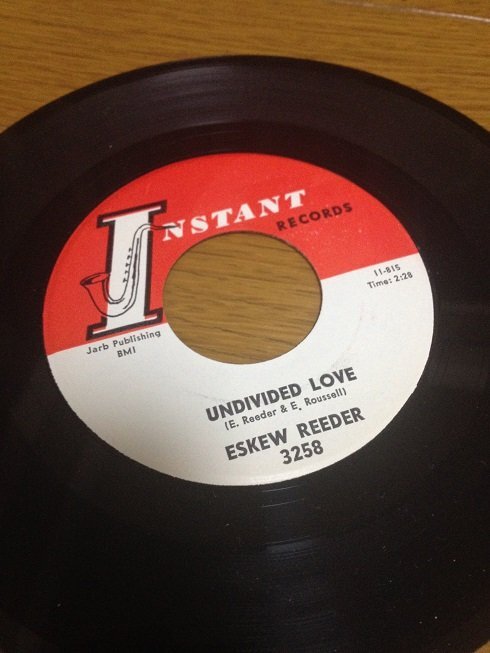 INSTANT
RECORDS
11-815
Time: 2:28
Jarb Publishing
BMI
UNDIVIDED LOVE
(E. Reeder & E. Roussell)
ESKEW REEDER
3258